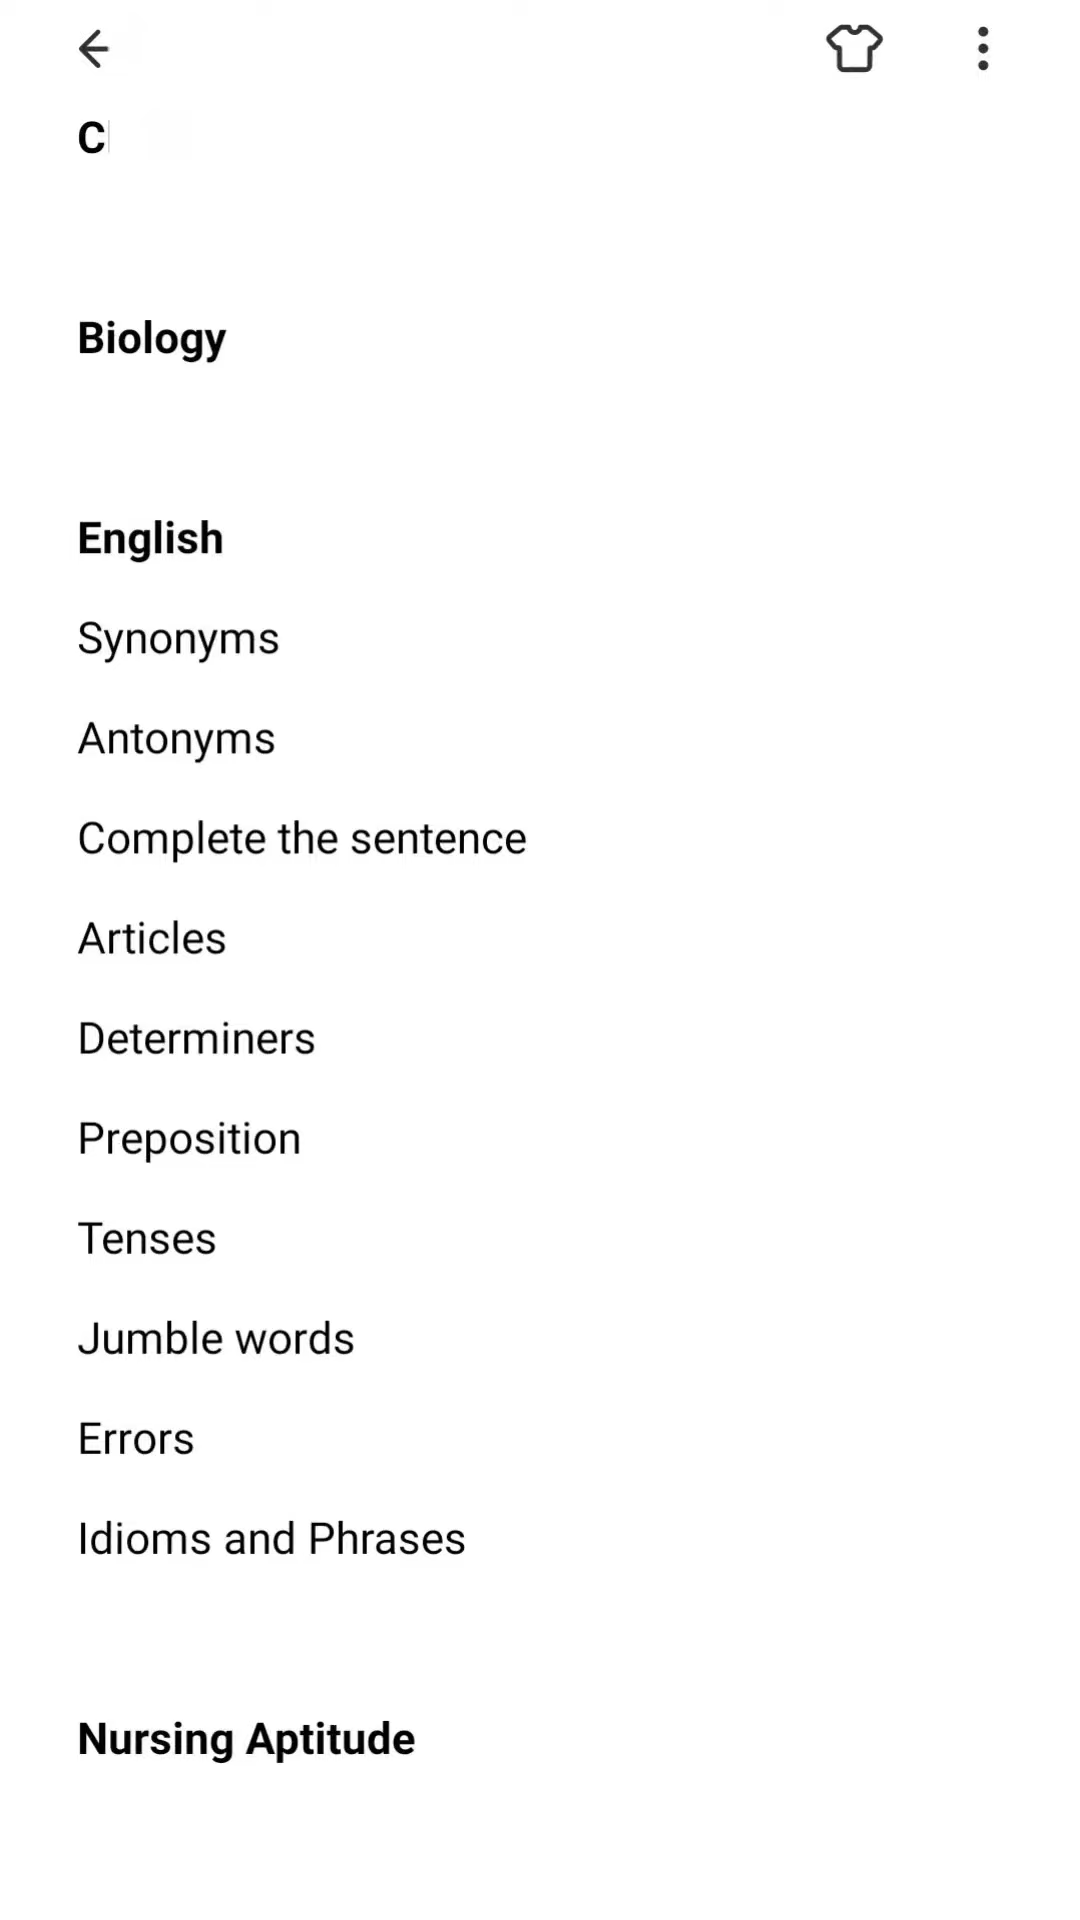 C
Biology
English
Synonyms
Antonyms
Complete the sentence
Articles
Determiners
Preposition
Tenses
Jumble words
Errors
Idioms and Phrases
Nursing Aptitude